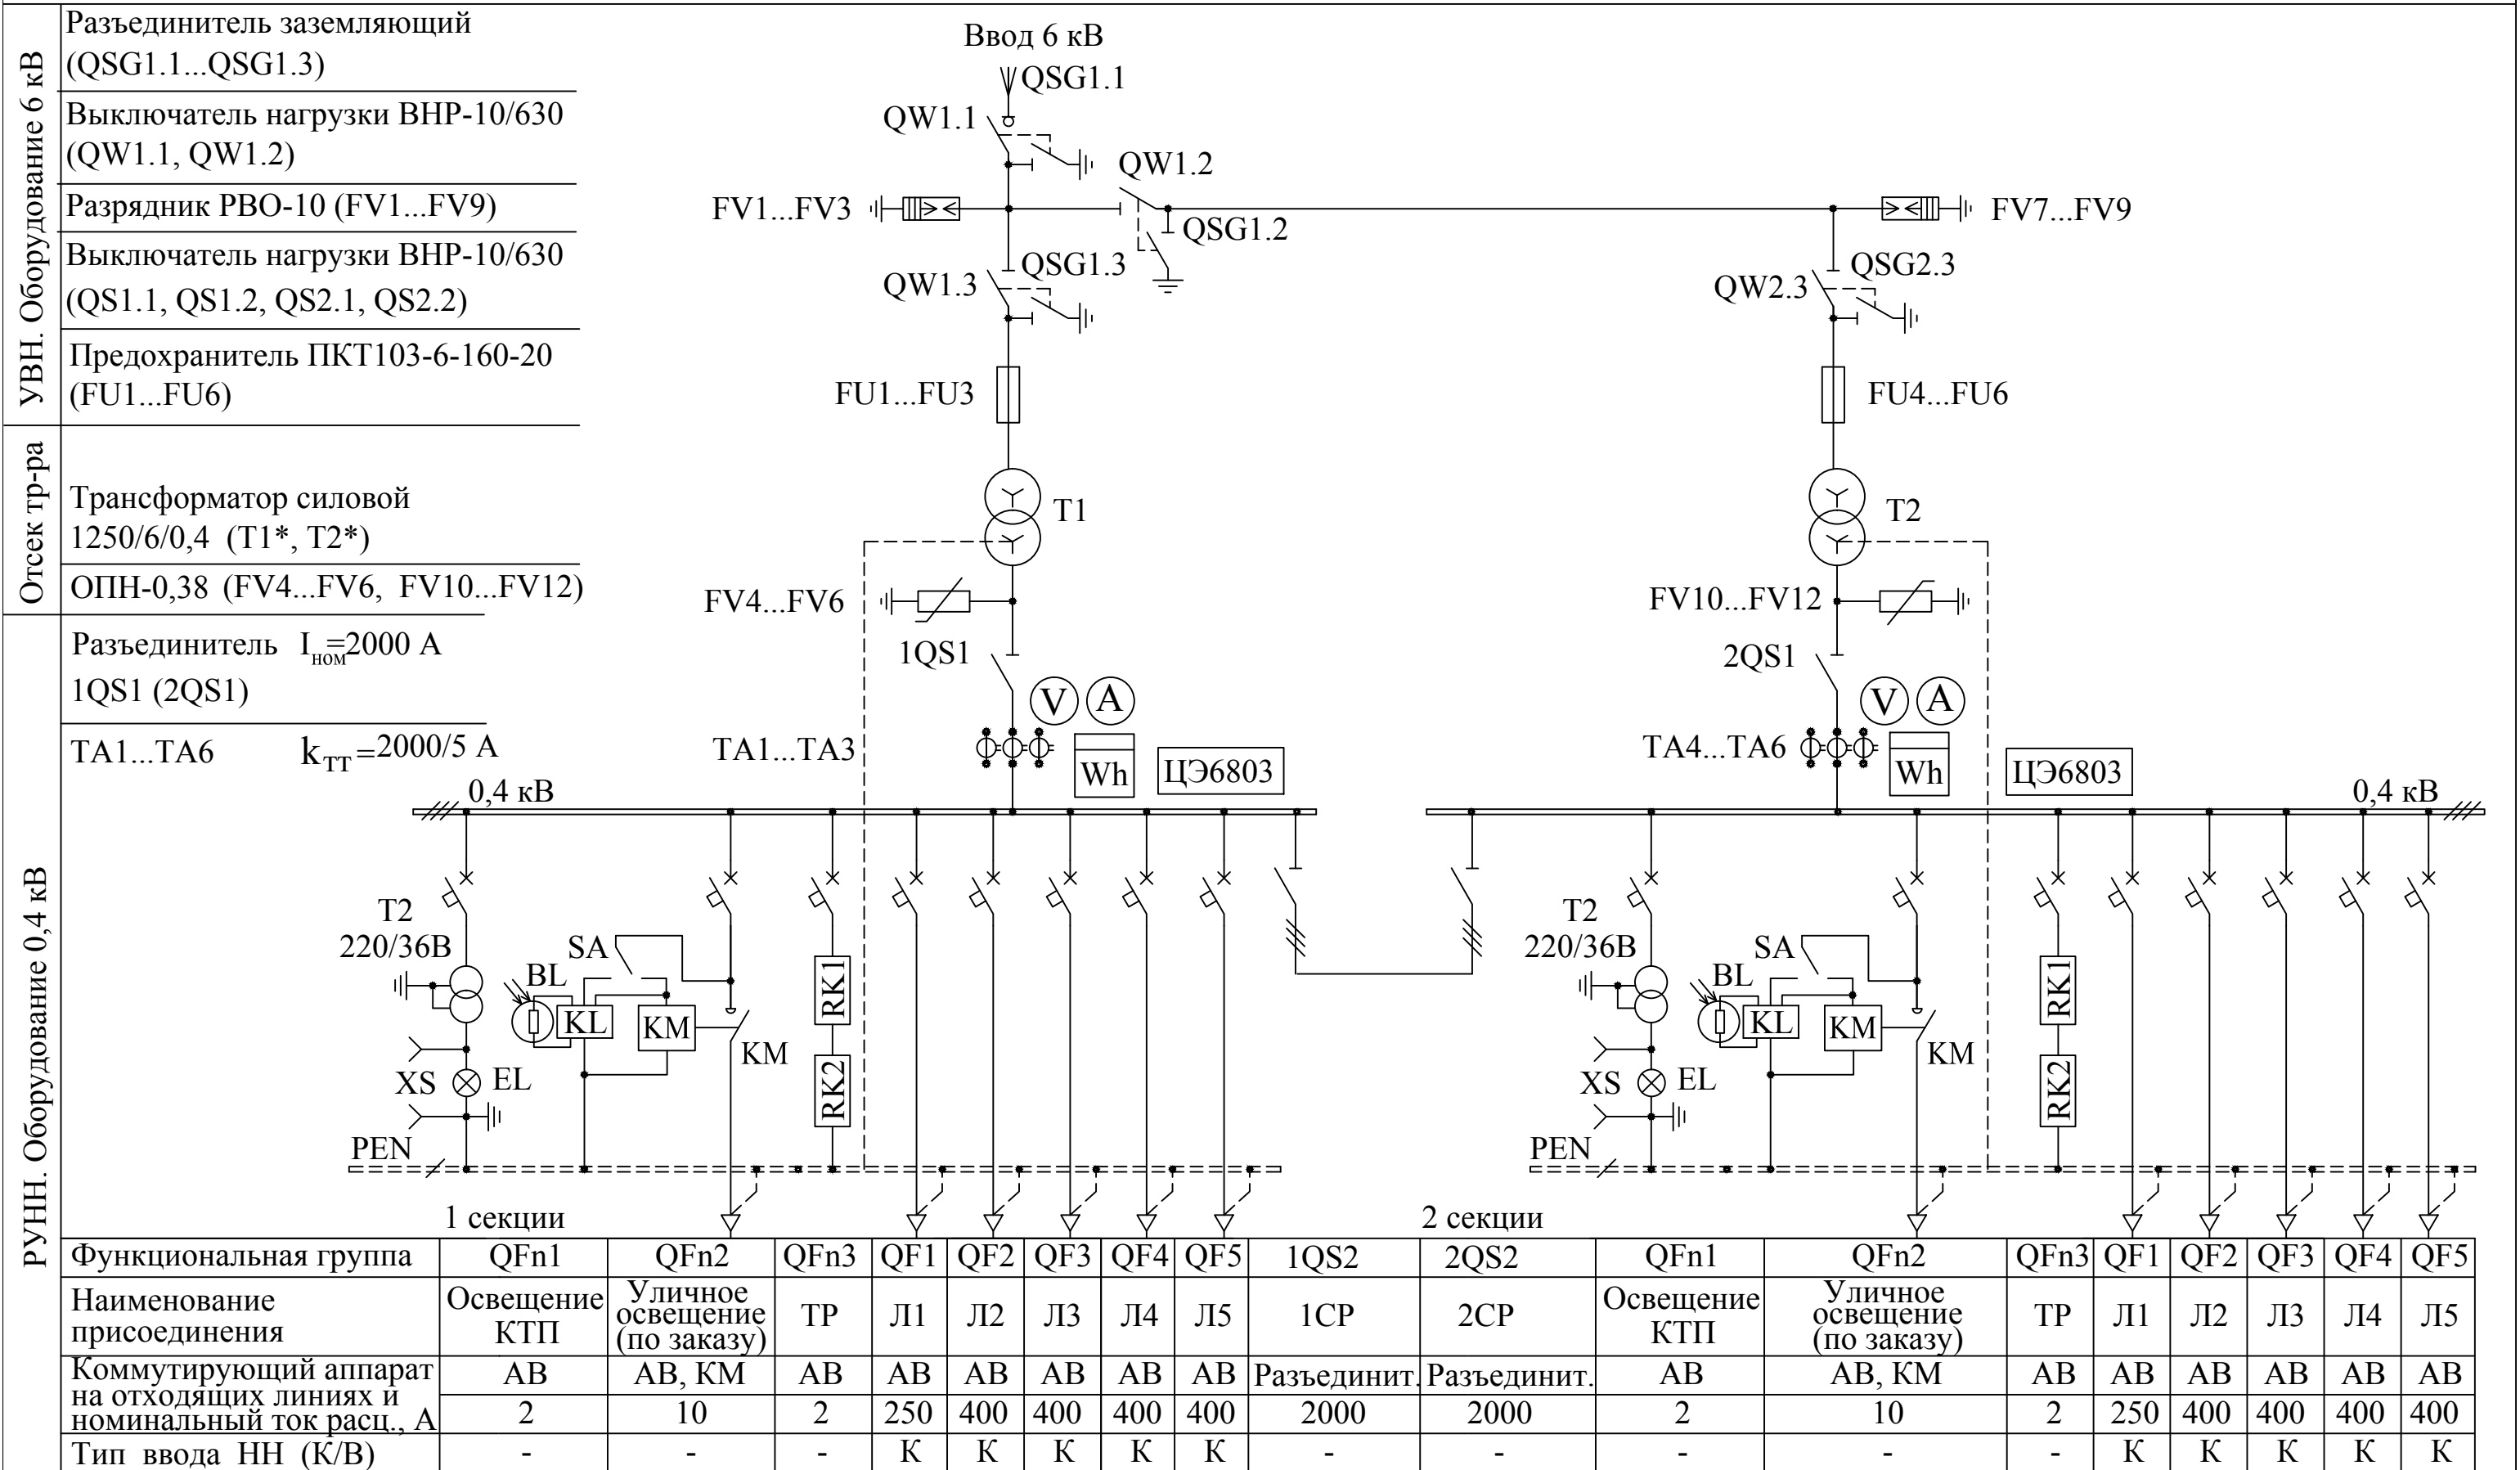 УВН. Оборудование 6 кВ
Разъединитель заземляющий
(QSG1.1...QSG1.3)
Выключатель нагрузки ВНР-10/630
(QW1.1, QW1.2)
Разрядник РВО-10 (FV1...FV9)
Выключатель нагрузки ВНР-10/630
(QS1.1, QS1.2, QS2.1, QS2.2)
Предохранитель ПКТ103-6-160-20
(FU1...FU6)
Отсек тр-ра
Трансформатор силовой
1250/6/0,4 (Т1*, Т2*)
ОПН-0,38 (FV4...FV6, FV10...FV12)
РУНН. Оборудование 0,4 кВ
Разъединитель Iном=2000 А
1QS1 (2QS1)
ТА1...ТА6 kТТ=2000/5 А
Ввод 6 кВ
QSG1.1
QW1.1
QW1.2
FV1...FV3
QSG1.2
FV7...FV9
QW1.3
QSG1.3
QW2.3
QSG2.3
FU1...FU3
FU4...FU6
Т1
Т2
FV4...FV6
FV10...FV12
1QS1
2QS1
V A
V A
ТА1...ТА3
Wh
ЦЭ6803
ТА4...ТА6
Wh
ЦЭ6803
0,4 кВ
0,4 кВ
Т2
220/36В
SA
BL
KL
KM
KM
RK1
RK2
XS
EL
PEN
Т2
220/36В
SA
BL
KL
KM
KM
RK1
RK2
XS
EL
PEN
1 секции
2 секции
Функциональная группа QFn1 QFn2 QFn3 QF1 QF2 QF3 QF4 QF5 1QS2 2QS2 QFn1 QFn2 QFn3 QF1 QF2 QF3 QF4 QF5
Наименование
присоединения
Освещение
КТП
Уличное
освещение
(по заказу)
ТР Л1 Л2 Л3 Л4 Л5 1СР 2СР
Освещение
КТП
Уличное
освещение
(по заказу)
ТР Л1 Л2 Л3 Л4 Л5
Коммутирующий аппарат
на отходящих линиях и
номинальный ток расц., А
АВ АВ, КМ АВ АВ АВ АВ АВ АВ Разъединит. Разъединит. АВ АВ, КМ АВ АВ АВ АВ АВ АВ
2 10 2 250 400 400 400 400 2000 2000 2 10 2 250 400 400 400 400
Тип ввода НН (К/В) - - - К К К К К - - - - - К К К К К